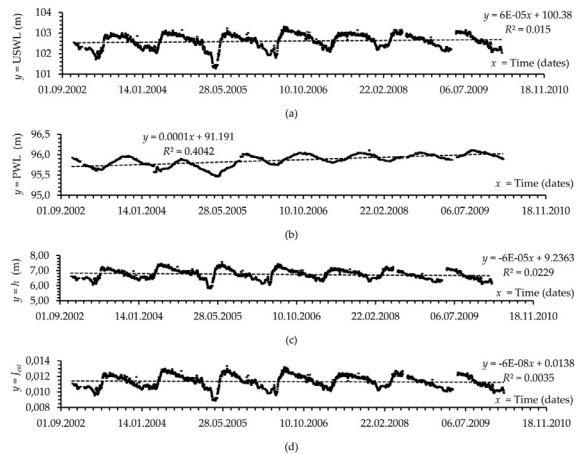 y = 6E-05x + 100.38
R² = 0.015
y = USWL (m)
104
103
102
101
x = Time (dates)
01.09.2002 14.01.2004 28.05.2005 10.10.2006 22.02.2008 06.07.2009 18.11.2010
(a)
y = 0.0001x + 91.191
R² = 0.4042
y = PWL (m)
96,5
96,0
95,5
95,0
x = Time (dates)
01.09.2002 14.01.2004 28.05.2005 10.10.2006 22.02.2008 06.07.2009 18.11.2010
(b)
y = -6E-05x + 9.2363
R² = 0.0229
y = h (m)
8,00
7,00
6,00
5,00
x = Time (dates)
01.09.2002 14.01.2004 28.05.2005 10.10.2006 22.02.2008 06.07.2009 18.11.2010
(c)
y = -6E-08x + 0.0138
R² = 0.0035
y = Jest
0,014
0,012
0,010
0,008
x = Time (dates)
01.09.2002 14.01.2004 28.05.2005 10.10.2006 22.02.2008 06.07.2009 18.11.2010
(d)